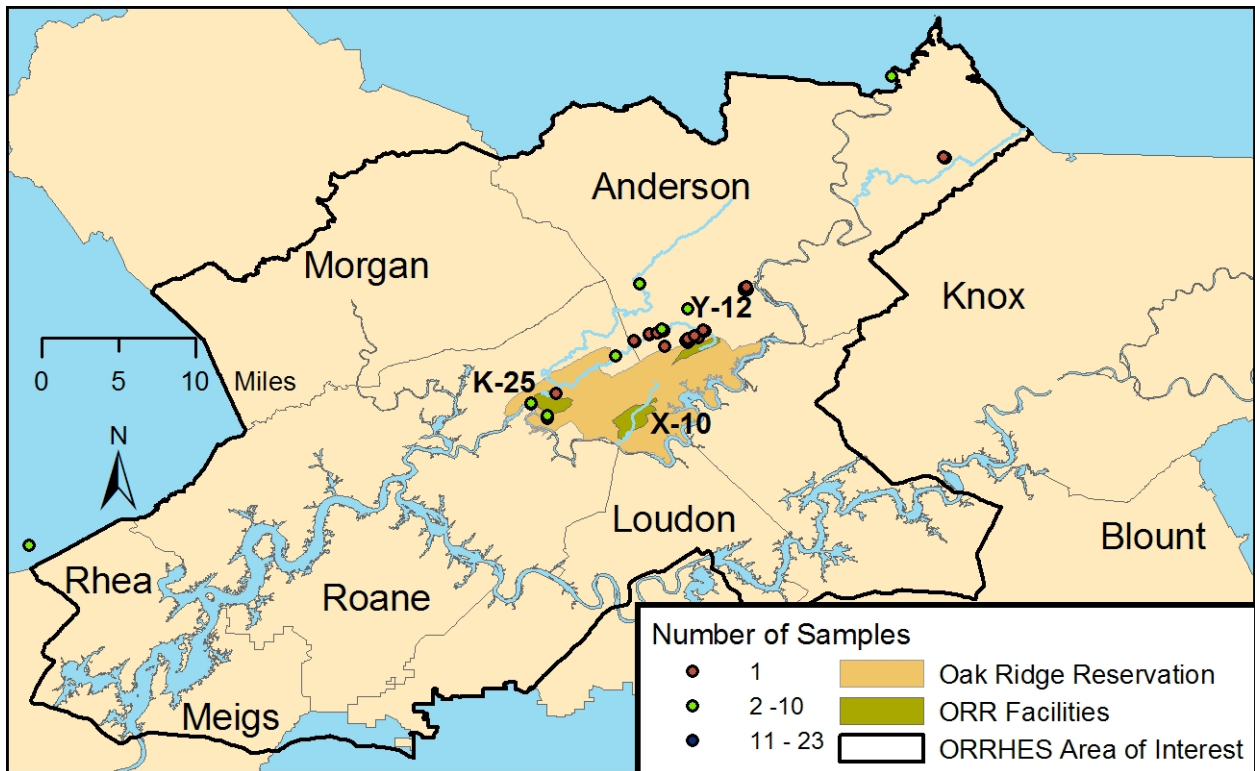 Anderson
Morgan
Knox
Y-12
K-25
0 5 10 Miles
N
X-10
Loudon
Blount
Rhea
Roane
Meigs
Number of Samples
1
2 -10
11 - 23
Oak Ridge Reservation
ORR Facilities
ORRHES Area of Interest